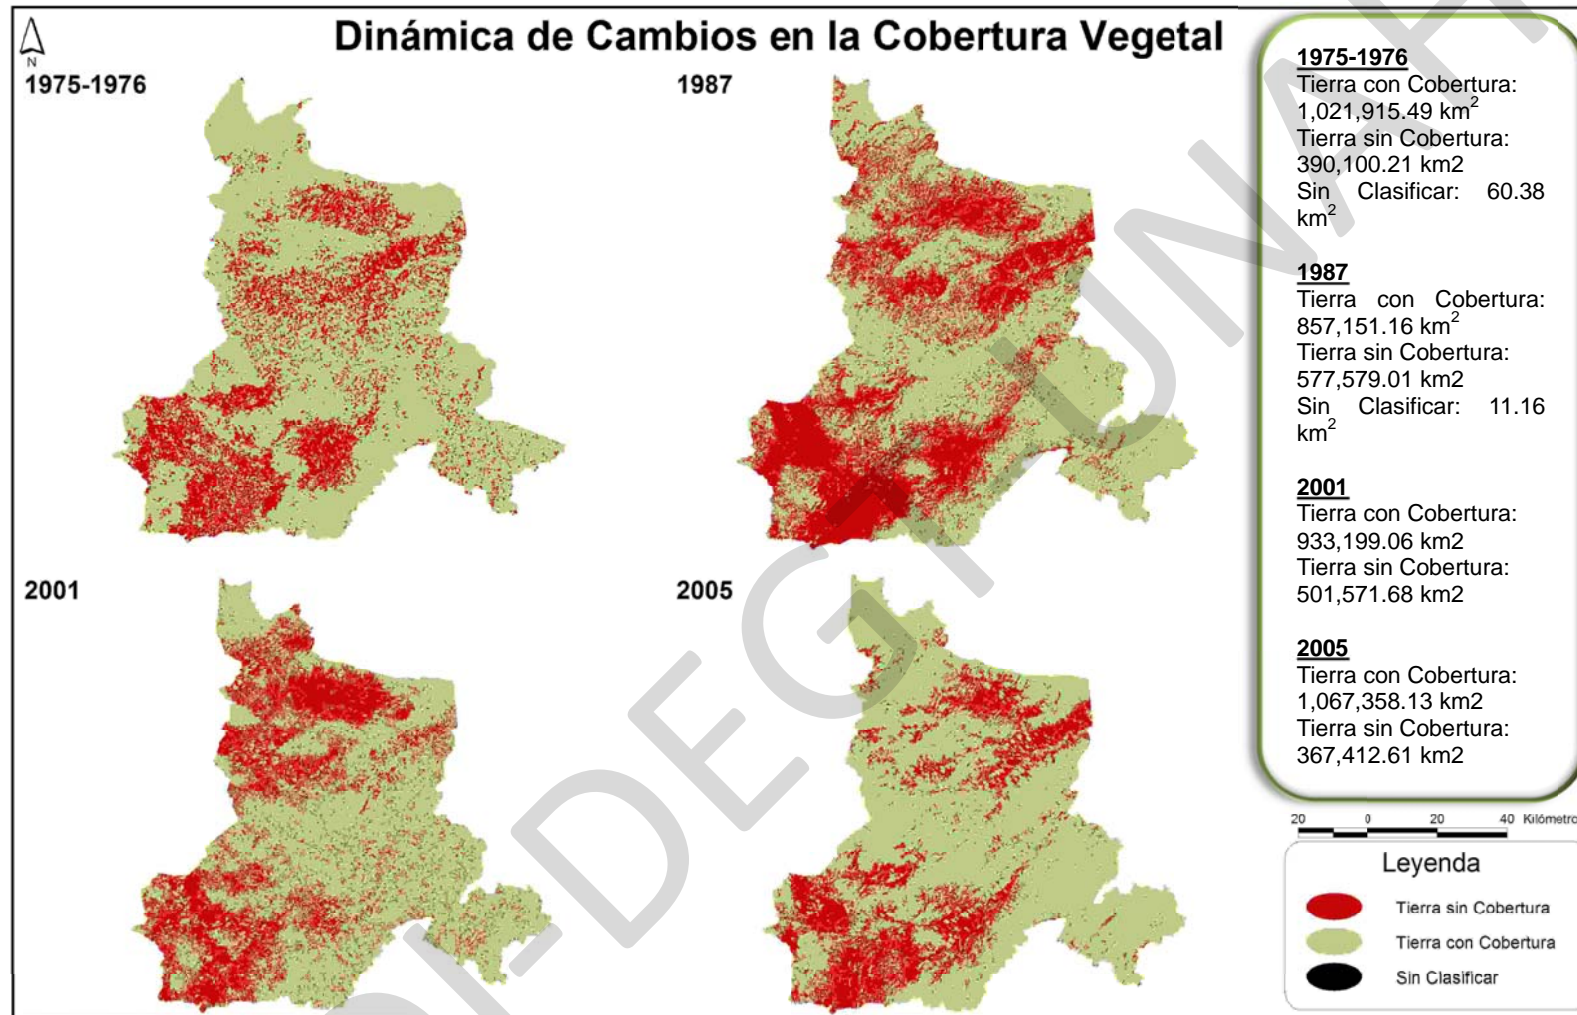 Dinámica de Cambios en la Cobertura Vegetal
N
1975-1976
1987
2001
2005
1975-1976
Tierra con Cobertura:
1,021,915.49 km²
Tierra sin Cobertura:
390,100.21 km2
Sin Clasificar: 60.38
km²
1987
Tierra con Cobertura:
857,151.16 km²
Tierra sin Cobertura:
577,579.01 km2
Sin Clasificar: 11.16
km²
2001
Tierra con Cobertura:
933,199.06 km2
Tierra sin Cobertura:
501,571.68 km2
2005
Tierra con Cobertura:
1,067,358.13 km2
Tierra sin Cobertura:
367,412.61 km2
20 0 20 40 Kilómetro
Leyenda
Tierra sin Cobertura
Tierra con Cobertura
Sin Clasificar